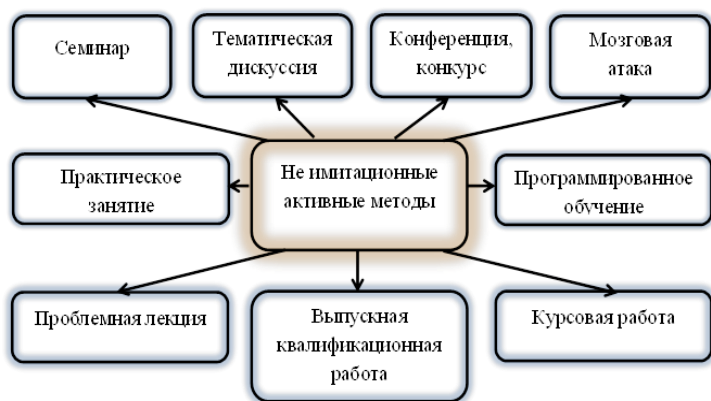 Семинар
Тематическая
дискуссия
Конференция,
конкурс
Мозговая
атака
Практическое
занятие
Не имитационные
активные методы
Программированное
обучение
Проблемная лекция
Выпускная
квалификационная
работа
Курсовая работа